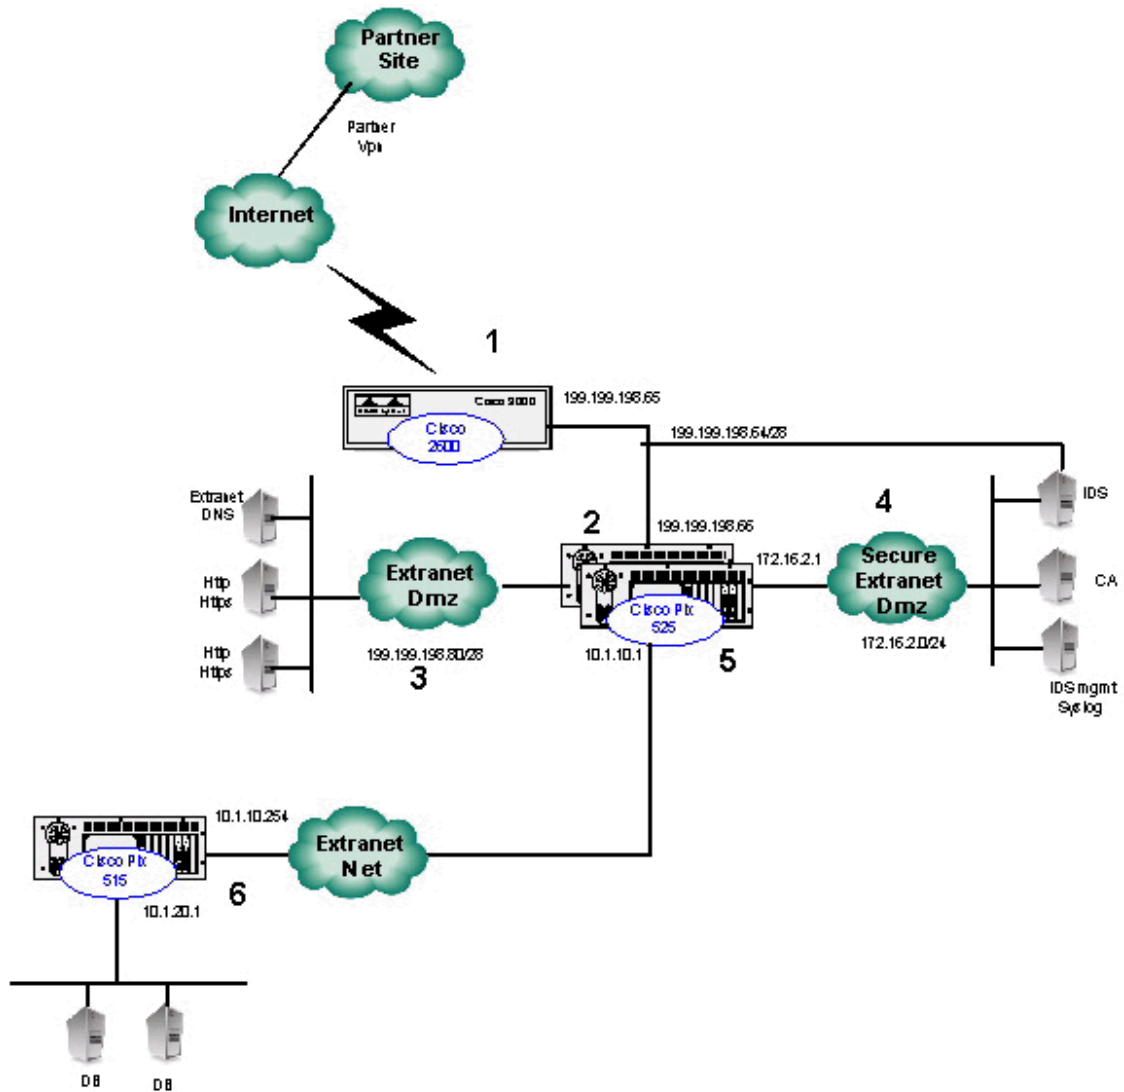 Partner
Site
Partner
Vpn
Internet
1
Cisco 2600
199.199.198.65
Cisco
2600
199.199.198.64/28
Extranet
DNS
IDS
4
2
199.199.198.66
172.16.2.1
Secure
Extranet
Dmz
Extranet
Dmz
Http
Https
CA
Cisco Pix
525
172.16.2.0/24
Http
Https
199.199.198.80/28
10.1.10.1
5
3
IDS mgmt
Syslog
10.1.10.254
Extranet
Net
Cisco Pix
515
6
10.1.20.1
DB
DB